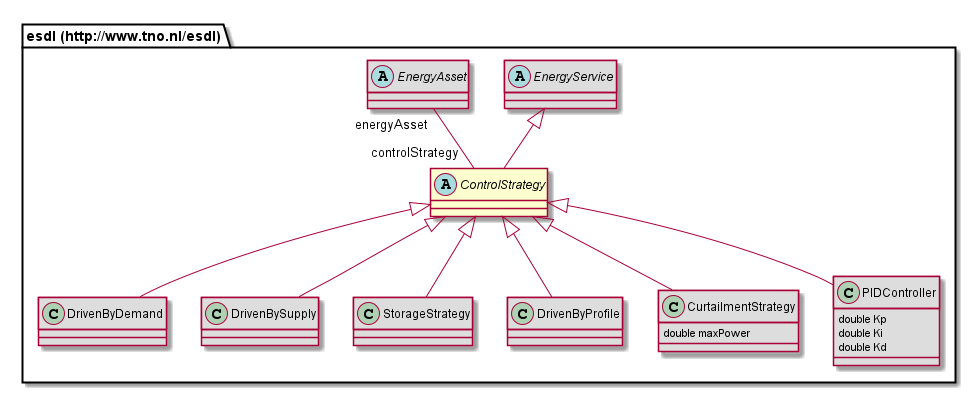 esdl (http://www.tno.nl/esdl)
A EnergyAsset
A EnergyService
energyAsset
controlStrategy
A ControlStrategy
C DrivenByDemand
C DrivenBySupply
C StorageStrategy
C DrivenByProfile
C CurtailmentStrategy
double maxPower
C PIDController
double Kp
double Ki
double Kd